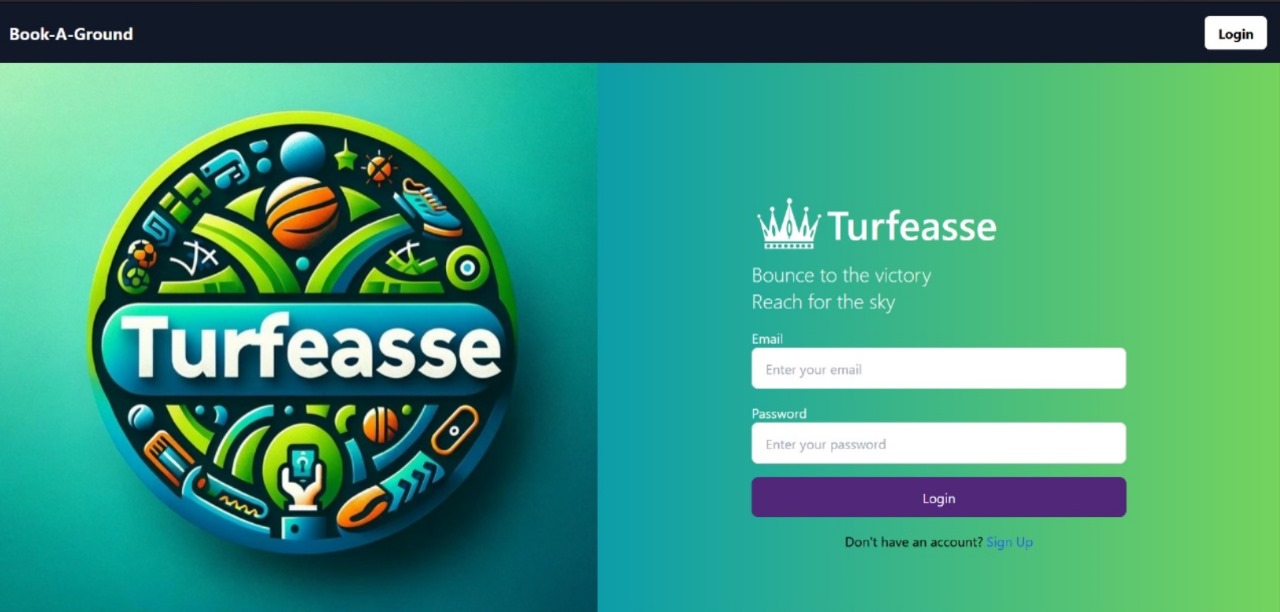 Book-A-Ground
Login
Turfeasse
Turfeasse
Bounce to the victory
Reach for the sky
Email
Enter your email
Password
Enter your password
Login
Don't have an account? Sign Up